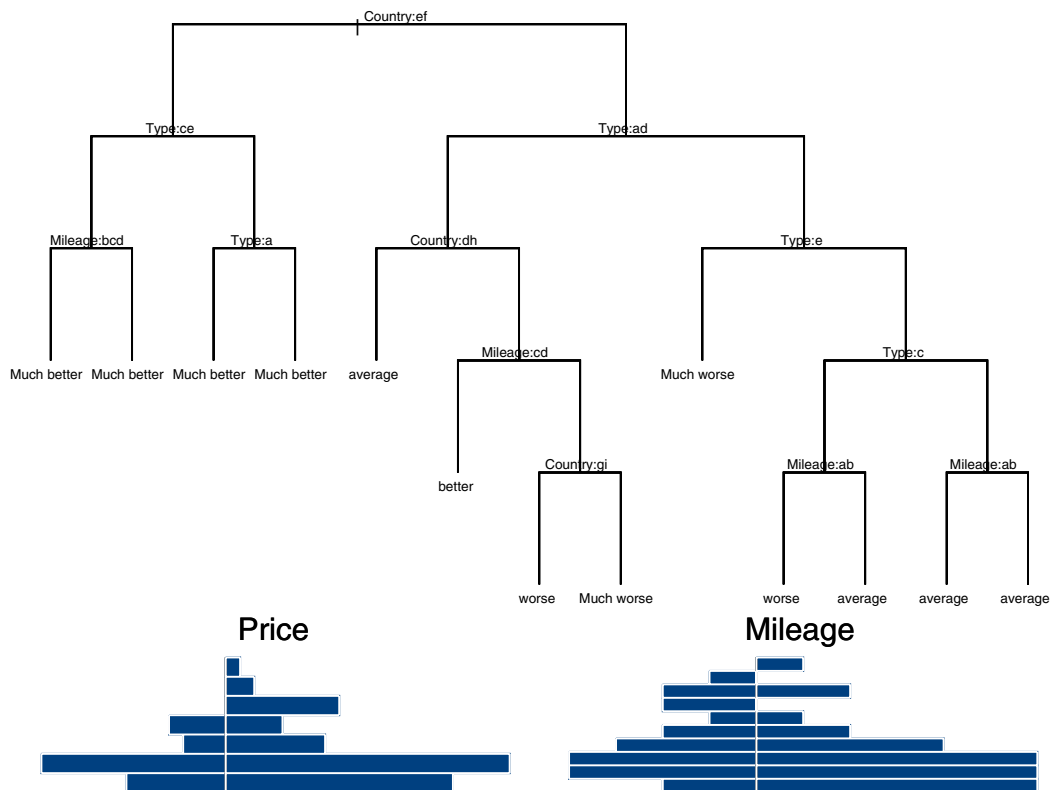 Country:ef
Type:ce Type:ad
Mileage:bcd Type:a Country:dh Type:e
Much better Much better Much better Much better average Mileage:cd Much worse Type:c
better Country:gi Mileage:ab Mileage:ab
worse Much worse worse average average average
Price Mileage